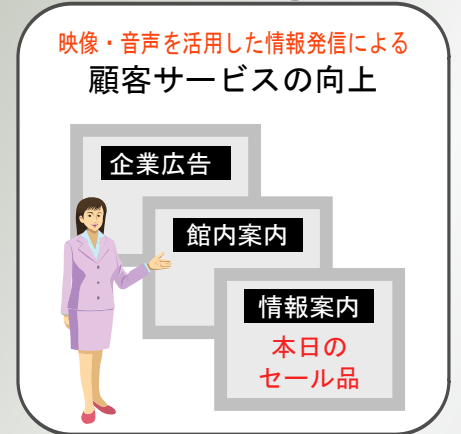 映像・音声を活用した情報発信による
顧客サービスの向上
企業広告
館内案内
情報案内
本日の
セール品